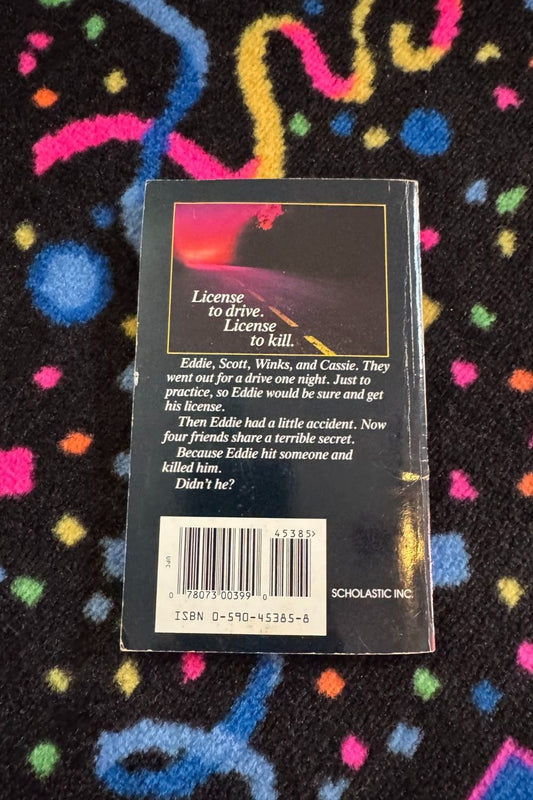 License
to drive.
License
to kill.
Eddie, Scott, Winks, and Cassie. They
went out for a drive one night. Just to
practice, so Eddie would be sure and get
his license.
Then Eddie had a little accident. Now
four friends share a terrible secret.
Because Eddie hit someone and
killed him.
Didn't he?
45385>
UPC
0 78073 00399 0
ISBN 0-590-45385-8
SCHOLASTIC INC.